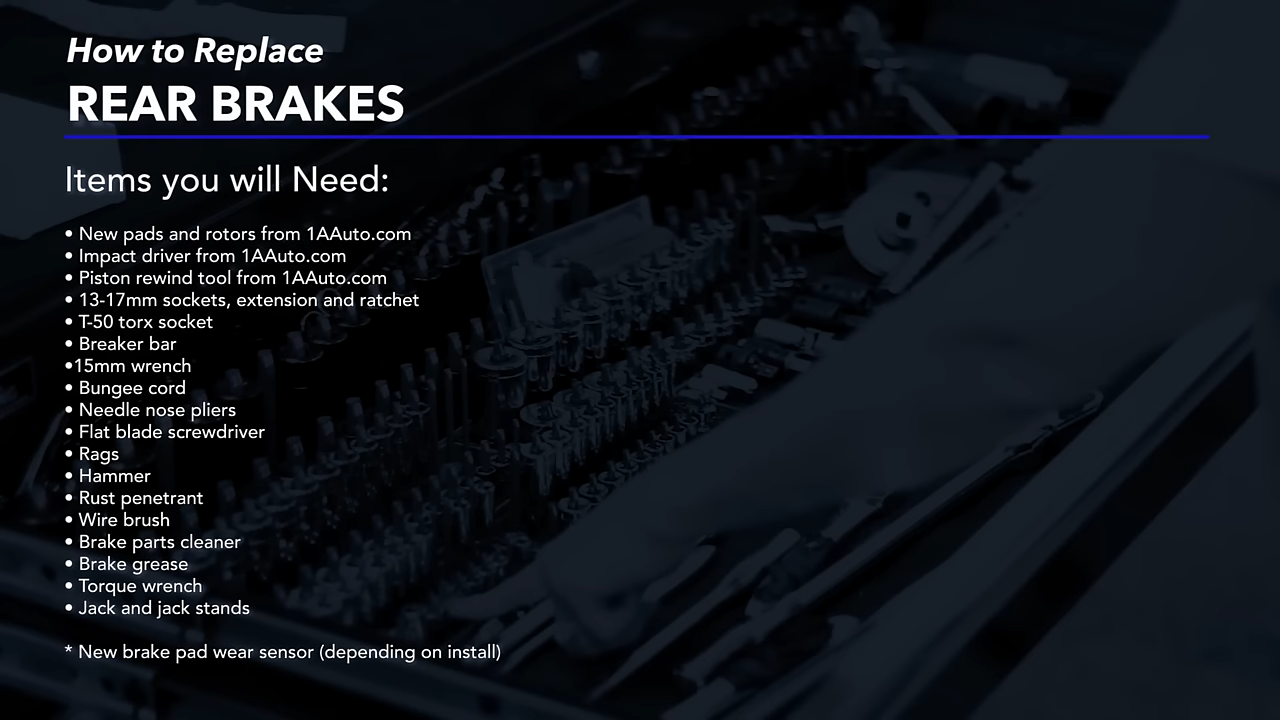 How to Replace
REAR BRAKES
Items you will Need:
• New pads and rotors from 1AAuto.com
• Impact driver from 1AAuto.com
• Piston rewind tool from 1AAuto.com
• 13-17mm sockets, extension and ratchet
• T-50 torx socket
• Breaker bar
•15mm wrench
• Bungee cord
• Needle nose pliers
• Flat blade screwdriver
• Rags
• Hammer
• Rust penetrant
• Wire brush
• Brake parts cleaner
• Brake grease
• Torque wrench
• Jack and jack stands
* New brake pad wear sensor (depending on install)